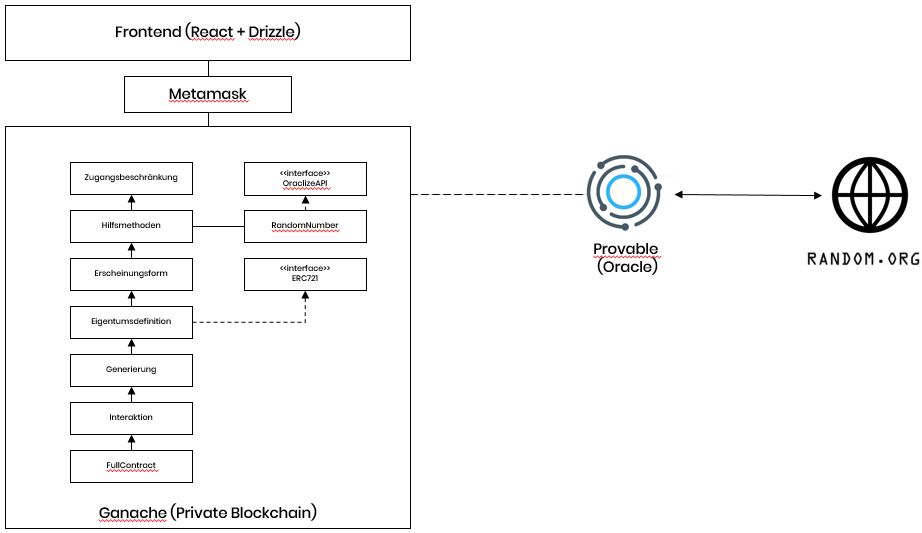 Frontend (React + Drizzle)
Metamask
Zugangsbeschränkung
<<interface>>
OraclizeAPI
Hilfsmethoden
RandomNumber
Erscheinungsform
<<interface>>
ERC721
Eigentumsdefinition
Generierung
Interaktion
FullContract
Ganache (Private Blockchain)
Provable
(Oracle)
RANDOM.ORG